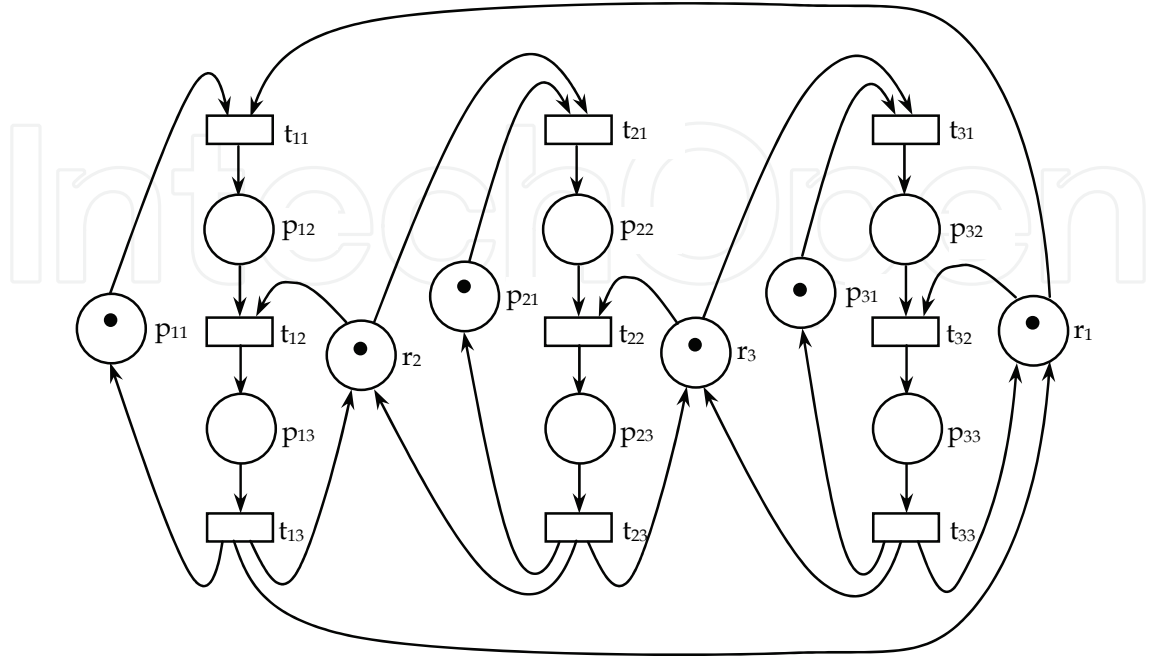 t11
t21
t31
p12
p22
p32
p11
p21
p31
t12
r2
t22
r3
t32
r1
p13
p23
p33
t13
t23
t33
IntechOpen